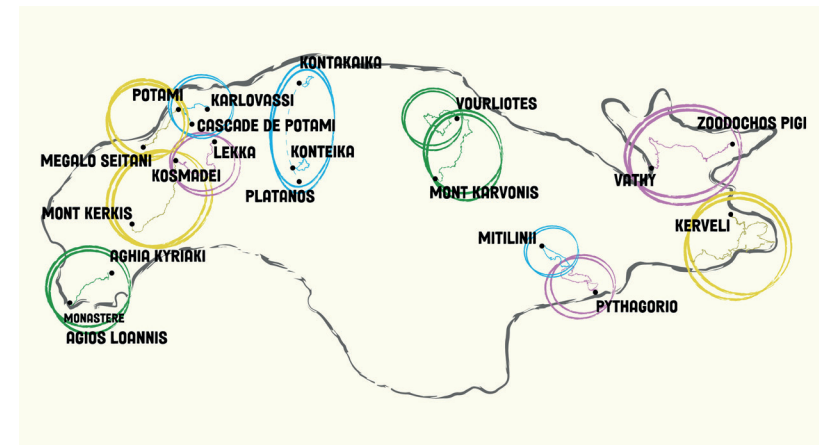 KONTAKAIKA
POTAMI
KARLOVASSI
VOURLIOTES
CASCADE DE POTAMI
ZOODOCHOS PIGI
LEKKA
MEGALO SEITANI
KONTEIKA
KOSMADEI
VATHY
MONT KARVONIS
PLATANOS
MONT KERKIS
KERVELI
MITILINII
AGHIA KYRIAKI
PYTHAGORIO
MONASTERE
AGIOS LOANNIS